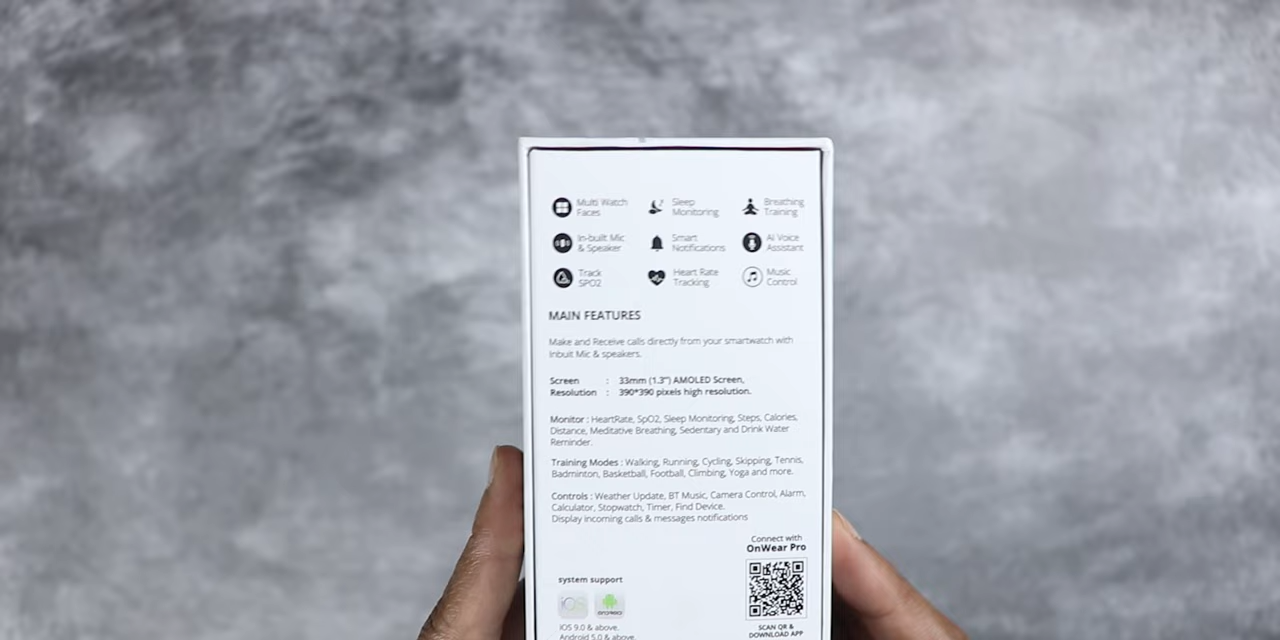 Multi Watch
Faces
Sleep
Monitoring
Breathing
Training
In-built Mic
& Speaker
Smart
Notifications
AI Voice
Assistant
Track
SPO2
Heart Rate
Tracking
Music
Control
MAIN FEATURES
Make and Receive calls directly from your smartwatch with
Inbuit Mic & speakers.
Screen : 33mm (1.3") AMOLED Screen,
Resolution : 390*390 pixels high resolution.
Monitor : HeartRate, SpO2, Sleep Monitoring, Steps, Calories,
Distance, Meditative Breathing, Sedentary and Drink Water
Reminder.
Training Modes : Walking, Running, Cycling, Skipping, Tennis,
Badminton, Basketball, Football, Climbing, Yoga and more.
Controls : Weather Update, BT Music, Camera Control, Alarm,
Calculator, Stopwatch, Timer, Find Device.
Display incoming calls & messages notifications
Connect with
OnWear Pro
system support
iOS
ANDROID
IOS 9.0 & above.
Android 5.0 & above.
SCAN QR &
DOWNLOAD APP